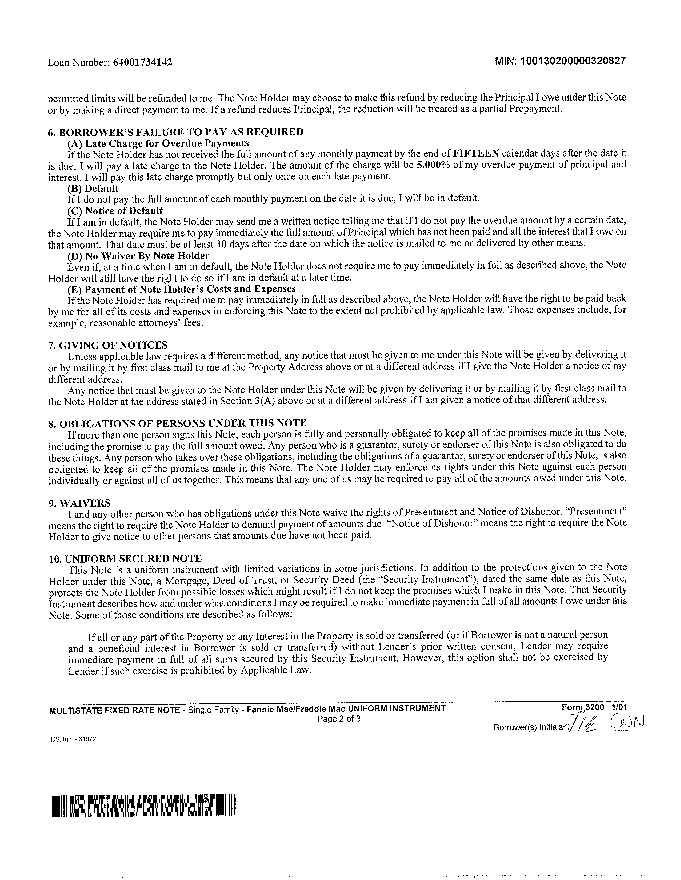 Loan Number: 64001734142
MIN: 100130200000320827
permitted limits will be refunded to me. The Note Holder may choose to make this refund by reducing the Principal I owe under this Note
or by making a direct payment to me. If a refund reduces Principal, the reduction will be treated as a partial Prepayment.
6. BORROWER'S FAILURE TO PAY AS REQUIRED
(A) Late Charge for Overdue Payments
If the Note Holder has not received the full amount of any monthly payment by the end of FIFTEEN calendar days after the date it
is due, I will pay a late charge to the Note Holder. The amount of the charge will be 5.000% of my overdue payment of principal and
interest. I will pay this late charge promptly but only once on each late payment.
(B) Default
If I do not pay the full amount of each monthly payment on the date it is due, I will be in default.
(C) Notice of Default
If I am in default, the Note Holder may send me a written notice telling me that if I do not pay the overdue amount by a certain date,
the Note Holder may require me to pay immediately the full amount of Principal which has not been paid and all the interest that I owe on
that amount. That date must be at least 30 days after the date on which the notice is mailed to me or delivered by other means.
(D) No Waiver By Note Holder
Even if, at a time when I am in default, the Note Holder does not require me to pay immediately in full as described above, the Note
Holder will still have the right to do so if I am in default at a later time.
(E) Payment of Note Holder's Costs and Expenses
If the Note Holder has required me to pay immediately in full as described above, the Note Holder will have the right to be paid back
by me for all of its costs and expenses in enforcing this Note to the extent not prohibited by applicable law. Those expenses include, for
example, reasonable attorneys' fees.
7. GIVING OF NOTICES
Unless applicable law requires a different method, any notice that must be given to me under this Note will be given by delivering it
or by mailing it by first class mail to me at the Property Address above or at a different address if I give the Note Holder a notice of my
different address.
Any notice that must be given to the Note Holder under this Note will be given by delivering it or by mailing it by first class mail to
the Note Holder at the address stated in Section 3(A) above or at a different address if I am given a notice of that different address.
8. OBLIGATIONS OF PERSONS UNDER THIS NOTE
If more than one person signs this Note, each person is fully and personally obligated to keep all of the promises made in this Note,
including the promise to pay the full amount owed. Any person who is a guarantor, surety or endorser of this Note is also obligated to do
these things. Any person who takes over these obligations, including the obligations of a guarantor, surety or endorser of this Note, is also
obligated to keep all of the promises made in this Note. The Note Holder may enforce its rights under this Note against each person
individually or against all of us together. This means that any one of us may be required to pay all of the amounts owed under this Note.
9. WAIVERS
I and any other person who has obligations under this Note waive the rights of Presentment and Notice of Dishonor. "Presentment"
means the right to require the Note Holder to demand payment of amounts due. "Notice of Dishonor" means the right to require the Note
Holder to give notice to other persons that amounts due have not been paid.
10. UNIFORM SECURED NOTE
This Note is a uniform instrument with limited variations in some jurisdictions. In addition to the protections given to the Note
Holder under this Note, a Mortgage, Deed of Trust, or Security Deed (the "Security Instrument"), dated the same date as this Note,
protects the Note Holder from possible losses which might result if I do not keep the promises which I make in this Note. That Security
Instrument describes how and under what conditions I may be required to make immediate payment in full of all amounts I owe under this
Note. Some of those conditions are described as follows:
If all or any part of the Property or any Interest in the Property is sold or transferred (or if Borrower is not a natural person
and a beneficial interest in Borrower is sold or transferred) without Lender's prior written consent, Lender may require
immediate payment in full of all sums secured by this Security Instrument. However, this option shall not be exercised by
Lender if such exercise is prohibited by Applicable Law.
MULTISTATE FIXED RATE NOTE - Single Family - Fannie Mae/Freddie Mac UNIFORM INSTRUMENT
Form 3200 1/01
Page 2 of 3
Borrower(s) Initials